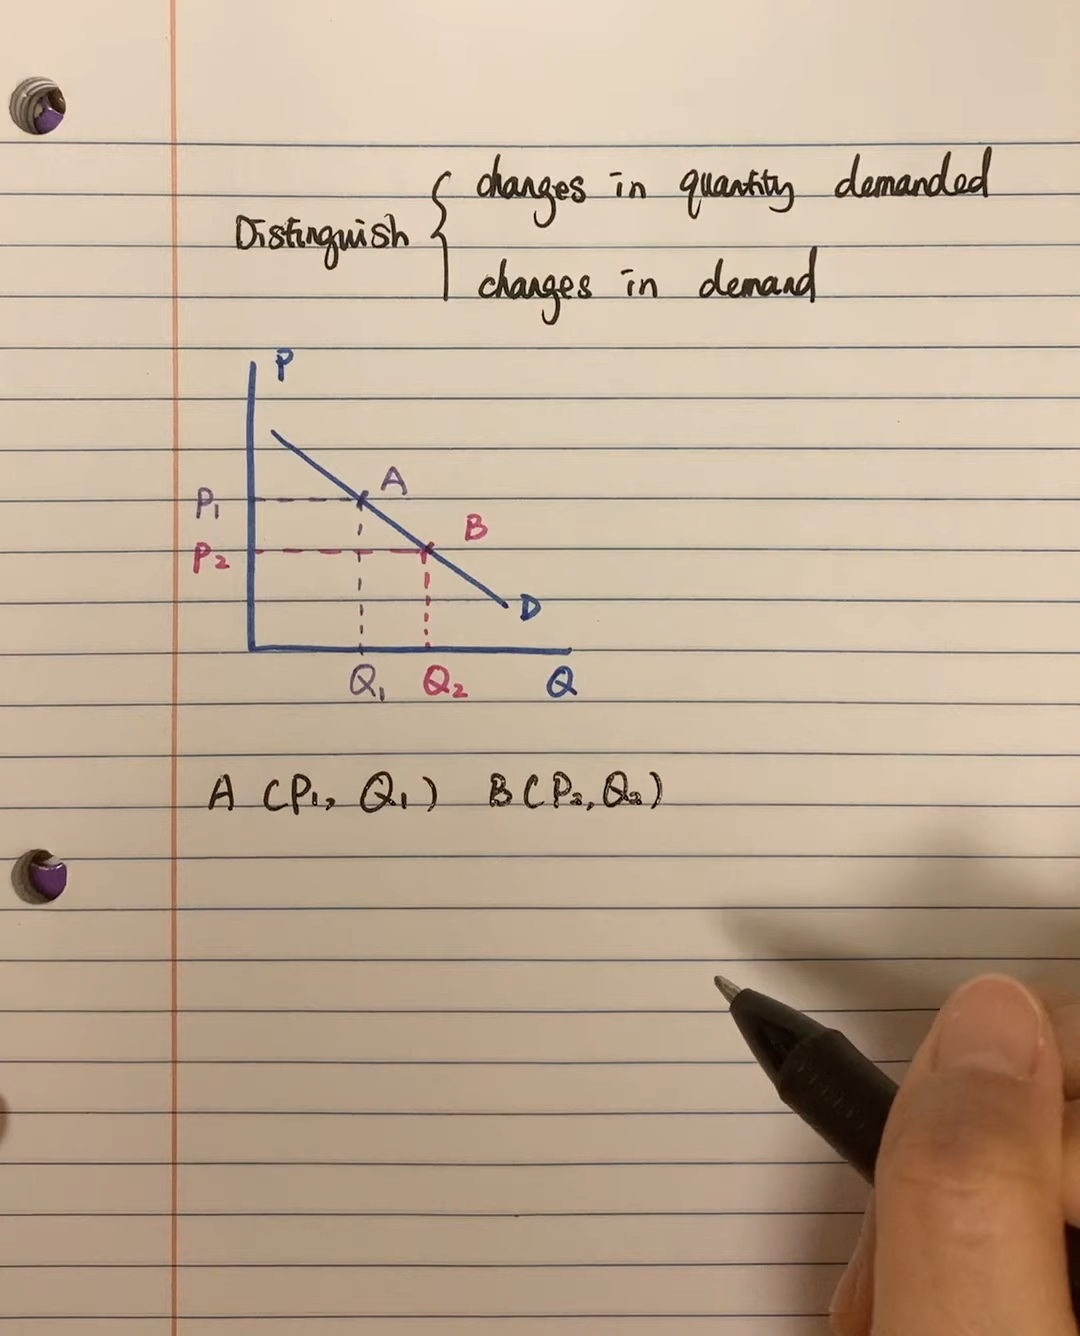 Distinguish { changes in quantity demanded
changes in demand
P
A
P₁
B
P₂
D
Q₁ Q₂ Q
A (P₁, Q₁) B (P₂, Q₂)